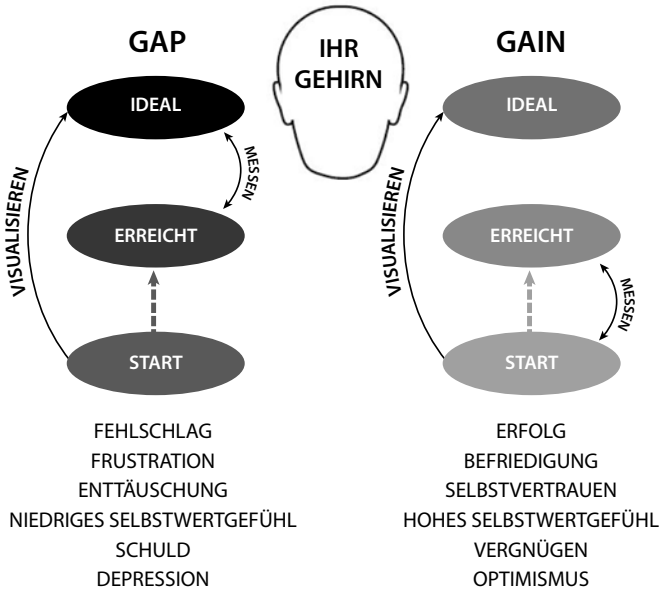 GAP
IDEAL
MESSEN
VISUALISIEREN
ERREICHT
START
FEHLSCHLAG
FRUSTRATION
ENTTÄUSCHUNG
NIEDRIGES SELBSTWERTGEFÜHL
SCHULD
DEPRESSION
IHR
GEHIRN
GAIN
IDEAL
VISUALISIEREN
ERREICHT
MESSEN
START
ERFOLG
BEFRIEDIGUNG
SELBSTVERTRAUEN
HOHES SELBSTWERTGEFÜHL
VERGNÜGEN
OPTIMISMUS